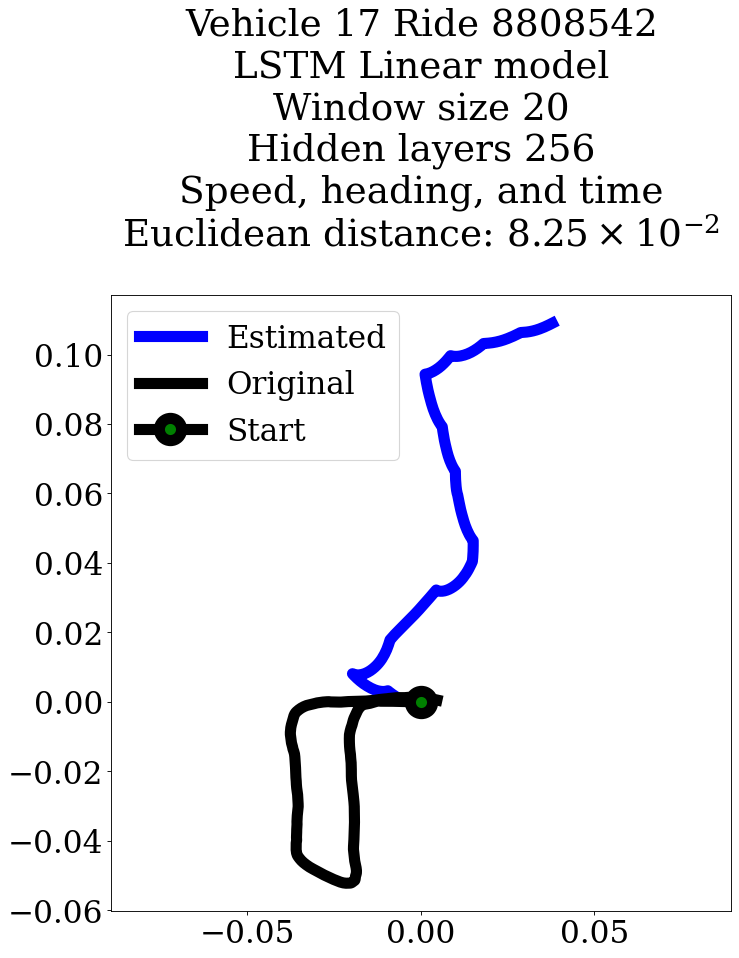 Vehicle 17 Ride 8808542
LSTM Linear model
Window size 20
Hidden layers 256
Speed, heading, and time
Euclidean distance: 8.25 × 10⁻²
Estimated
Original
Start
0.10
0.08
0.06
0.04
0.02
0.00
−0.02
−0.04
−0.06
−0.05 0.00 0.05